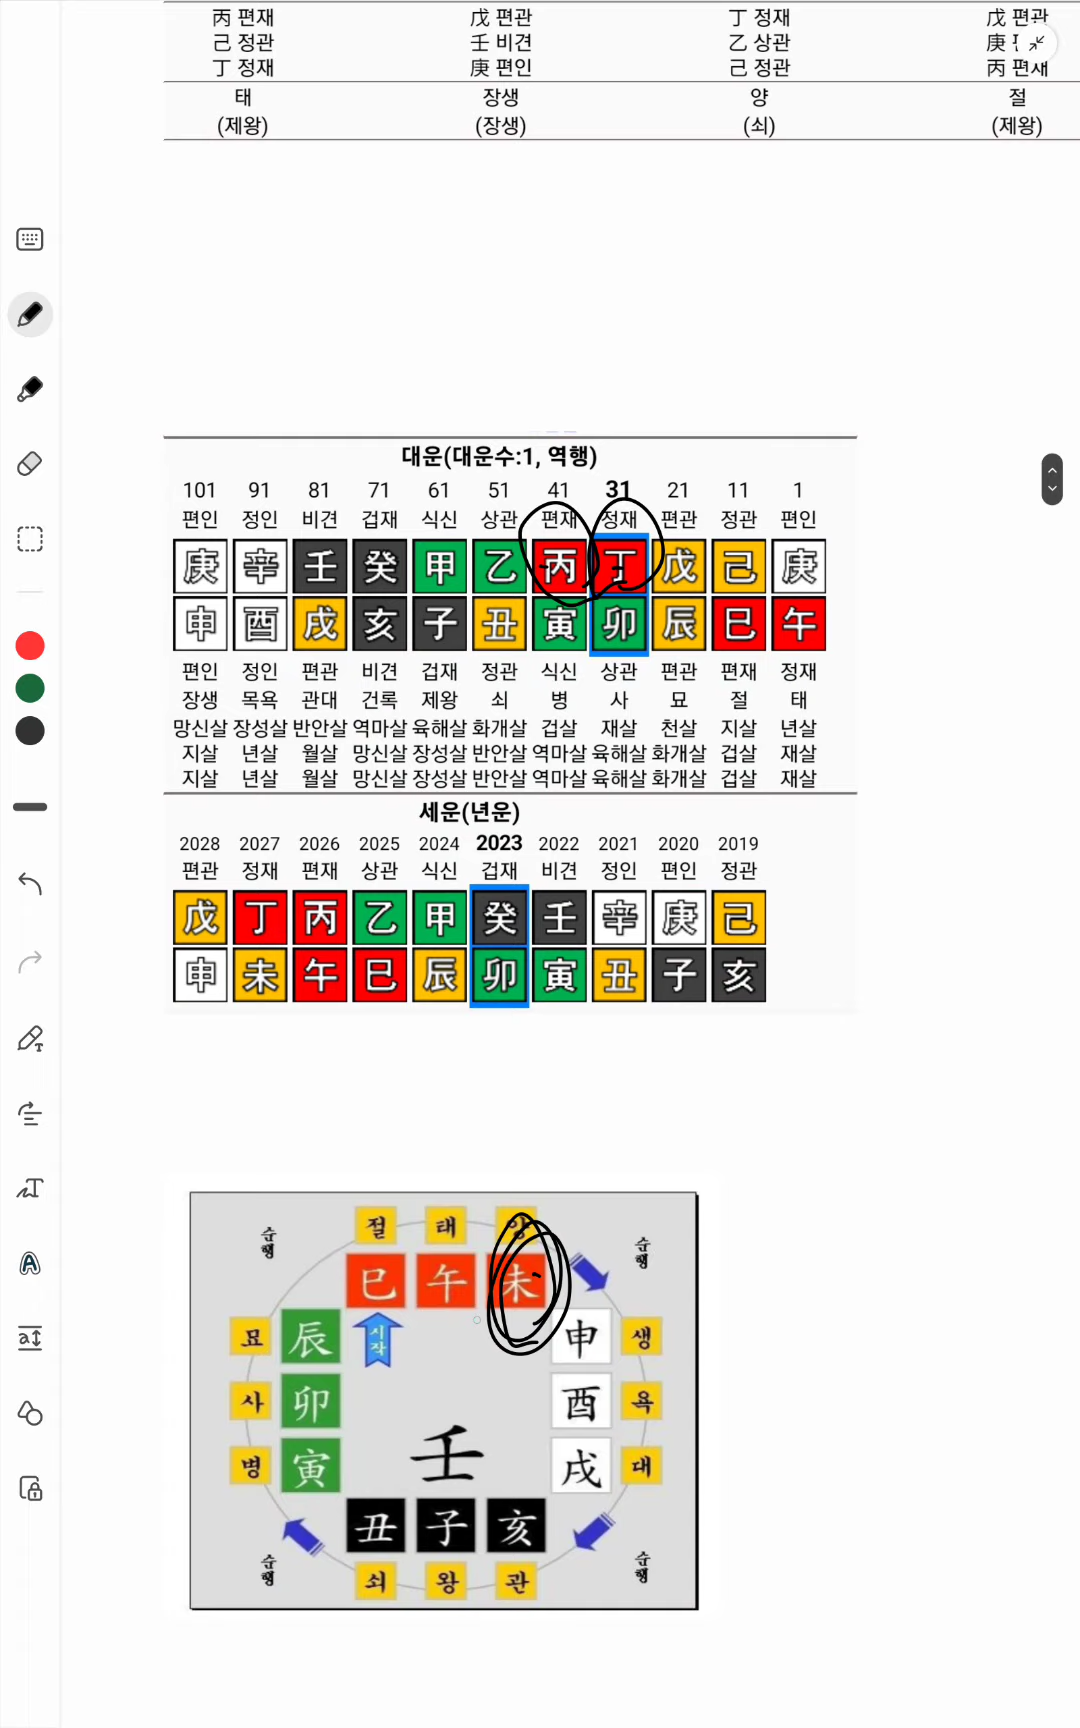 丙 편재 戊 편관 丁 정재 戊 편관
己 정관 壬 비견 乙 상관 庚
丁 정재 庚 편인 己 정관 丙 편재
태 장생 양 절
(제왕) (장생) (쇠) (제왕)
대운(대운수:1, 역행)
101 91 81 71 61 51 41 31 21 11 1
편인 정인 비견 겁재 식신 상관 편재 정재 편관 정관 편인
庚 辛 壬 癸 甲 乙 丙 丁 戊 己 庚
申 酉 戌 亥 子 丑 寅 卯 辰 巳 午
편인 정인 편관 비견 겁재 정관 식신 상관 편관 편재 정재
장생 목욕 관대 건록 제왕 쇠 병 사 묘 절 태
망신살 장성살 반안살 역마살 육해살 화개살 겁살 재살 천살 지살 년살
지살 년살 월살 망신살 장성살 반안살 역마살 육해살 화개살 겁살 재살
지살 년살 월살 망신살 장성살 반안살 역마살 육해살 화개살 겁살 재살
세운(년운)
2028 2027 2026 2025 2024 2023 2022 2021 2020 2019
편관 정재 편재 상관 식신 겁재 비견 정인 편인 정관
戊 丁 丙 乙 甲 癸 壬 辛 庚 己
申 未 午 巳 辰 卯 寅 丑 子 亥
절 태 양
순행 순행
巳 午 未
묘 辰 시작 申 생
사 卯 酉 욕
병 寅 壬 戌 대
丑 子 亥
순행 순행
쇠 왕 관